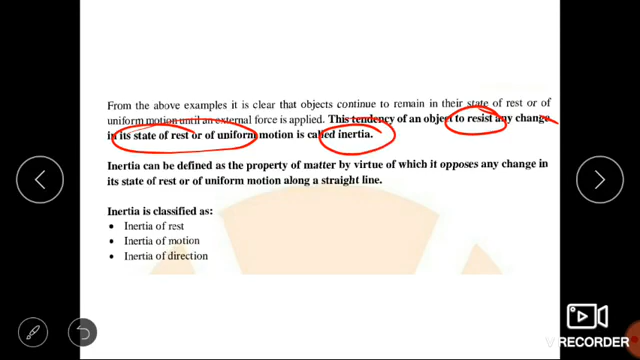 From the above examples it is clear that objects continue to remain in their state of rest or of
uniform motion until an external force is applied. This tendency of an object to resist any change
in its state of rest or of uniform motion is called inertia.
Inertia can be defined as the property of matter by virtue of which it opposes any change in
its state of rest or of uniform motion along a straight line.
Inertia is classified as:
• Inertia of rest
• Inertia of motion
• Inertia of direction
V RECORDER